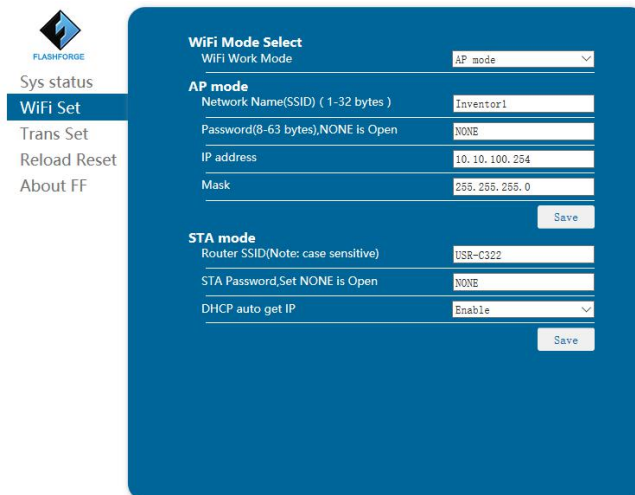 FLASHFORGE
Sys status
WiFi Set
Trans Set
Reload Reset
About FF
WiFi Mode Select
WiFi Work Mode AP mode
AP mode
Network Name(SSID) ( 1-32 bytes ) Inventor1
Password(8-63 bytes),NONE is Open NONE
IP address 10.10.100.254
Mask 255.255.255.0
Save
STA mode
Router SSID(Note: case sensitive) USR-C322
STA Password,Set NONE is Open NONE
DHCP auto get IP Enable
Save